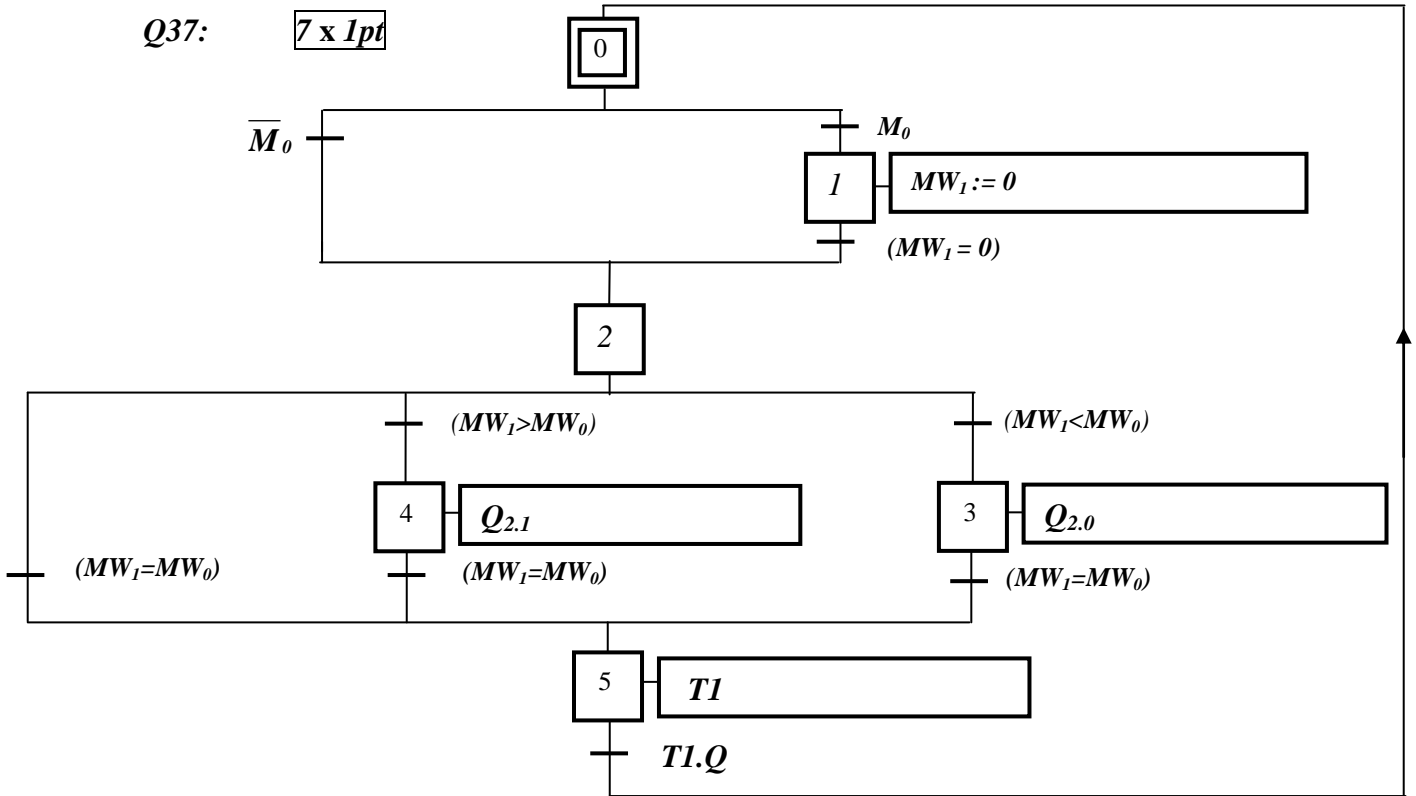 Q37: 7 x 1pt
0
M̅₀
M₀
1 MW₁ := 0
(MW₁ = 0)
2
(MW₁>MW₀)
(MW₁<MW₀)
4 Q₂.₁
3 Q₂.₀
(MW₁=MW₀)
(MW₁=MW₀)
(MW₁=MW₀)
5 T1
T1.Q